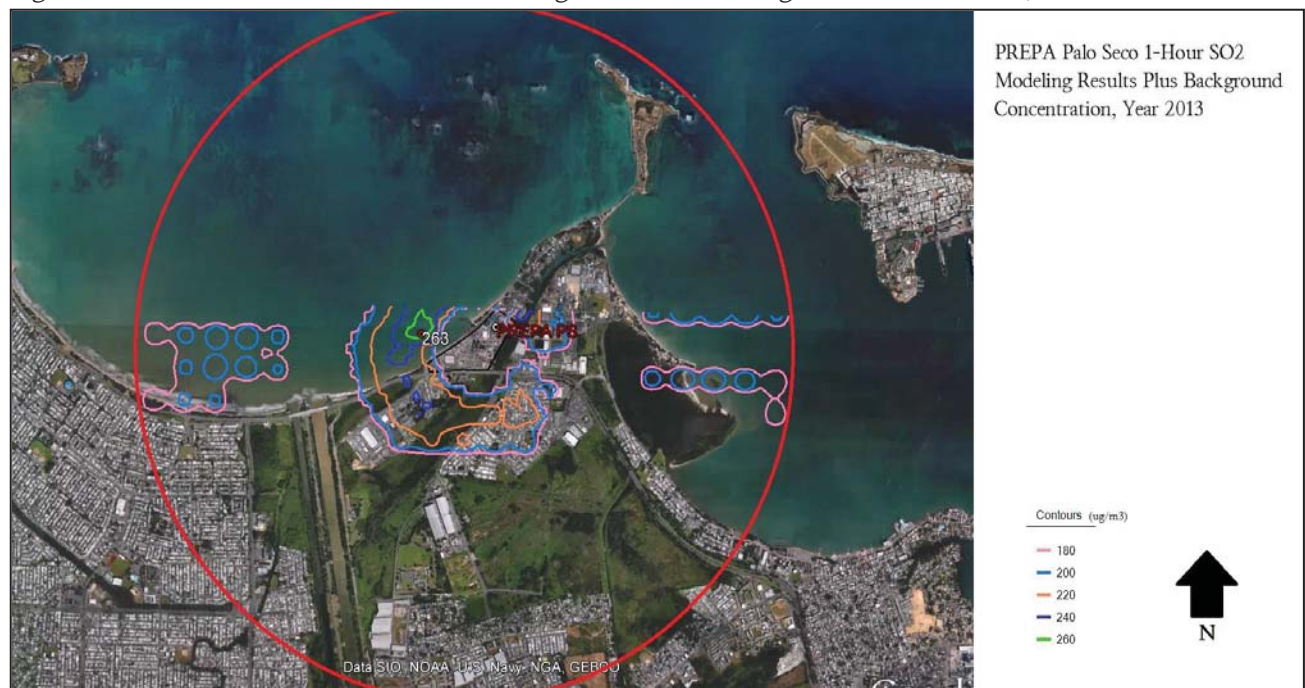 PREPA Palo Seco 1-Hour SO2
Modeling Results Plus Background
Concentration, Year 2013
263
PREPA PS
Contours (ug/m3)
180
200
220
240
260
N
Data SIO, NOAA, U.S. Navy, NGA, GEBCO